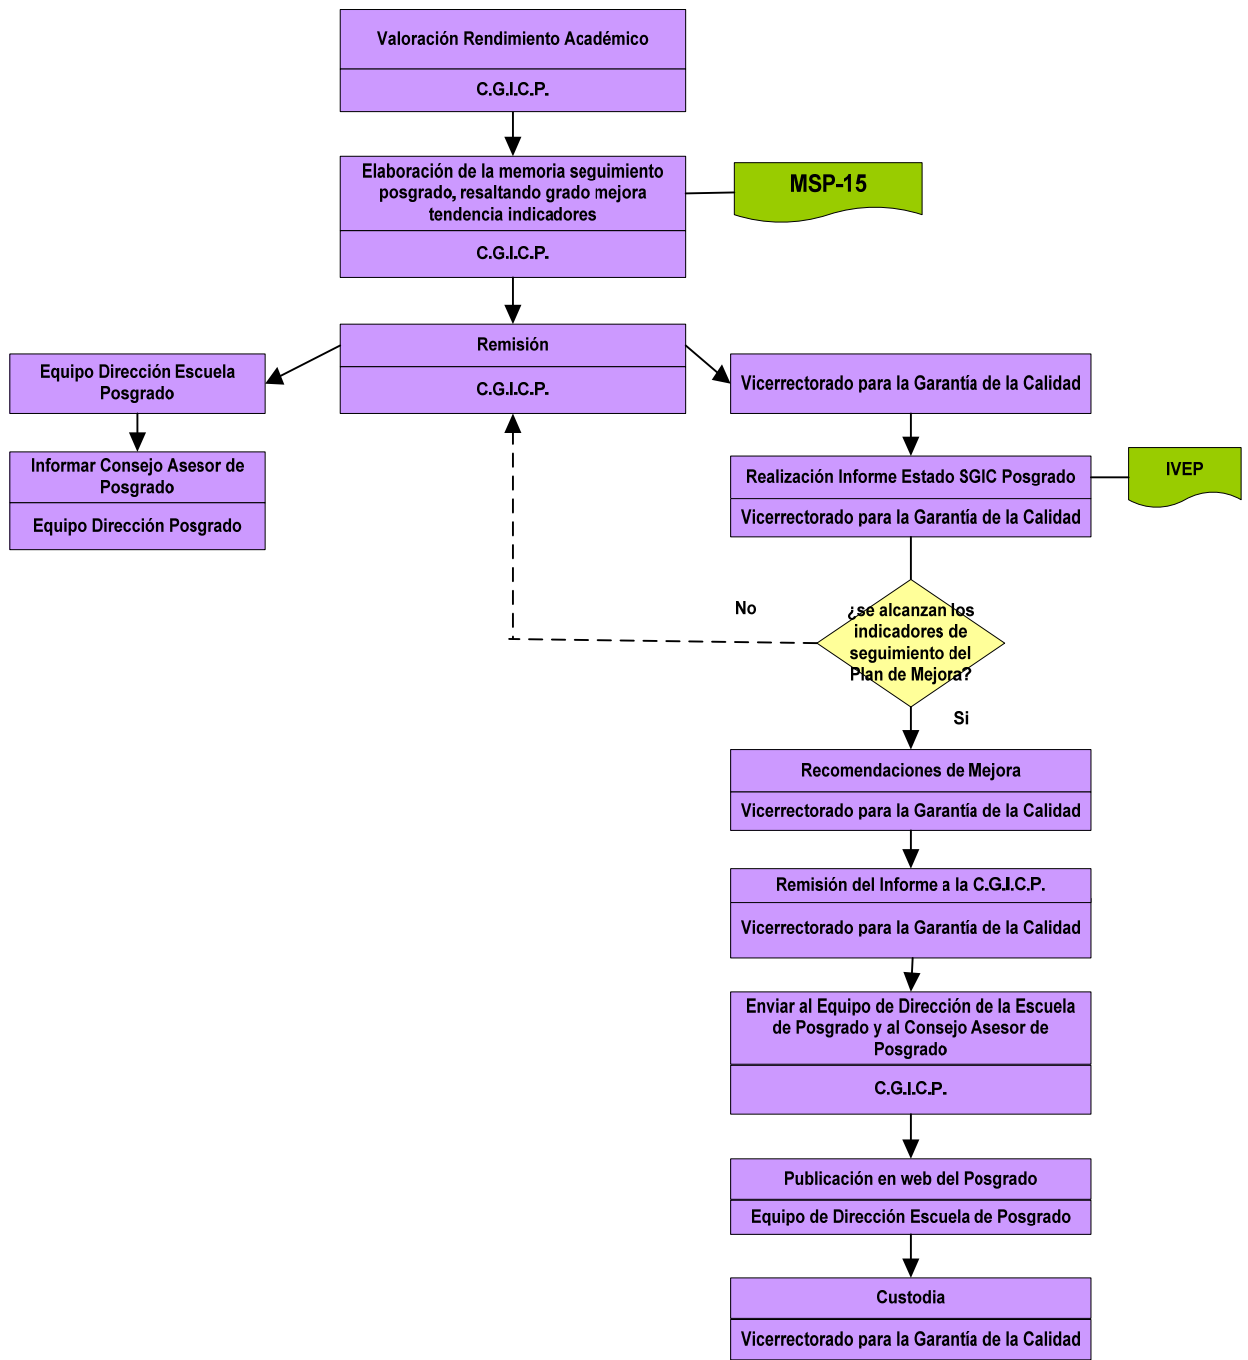 Valoración Rendimiento Académico
C.G.I.C.P.
Elaboración de la memoria seguimiento
posgrado, resaltando grado mejora
tendencia indicadores
C.G.I.C.P.
MSP-15
Remisión
C.G.I.C.P.
Equipo Dirección Escuela
Posgrado
Informar Consejo Asesor de
Posgrado
Equipo Dirección Posgrado
Vicerrectorado para la Garantía de la Calidad
Realización Informe Estado SGIC Posgrado
Vicerrectorado para la Garantía de la Calidad
IVEP
No
¿se alcanzan los
indicadores de
seguimiento del
Plan de Mejora?
Si
Recomendaciones de Mejora
Vicerrectorado para la Garantía de la Calidad
Remisión del Informe a la C.G.I.C.P.
Vicerrectorado para la Garantía de la Calidad
Enviar al Equipo de Dirección de la Escuela
de Posgrado y al Consejo Asesor de
Posgrado
C.G.I.C.P.
Publicación en web del Posgrado
Equipo de Dirección Escuela de Posgrado
Custodia
Vicerrectorado para la Garantía de la Calidad